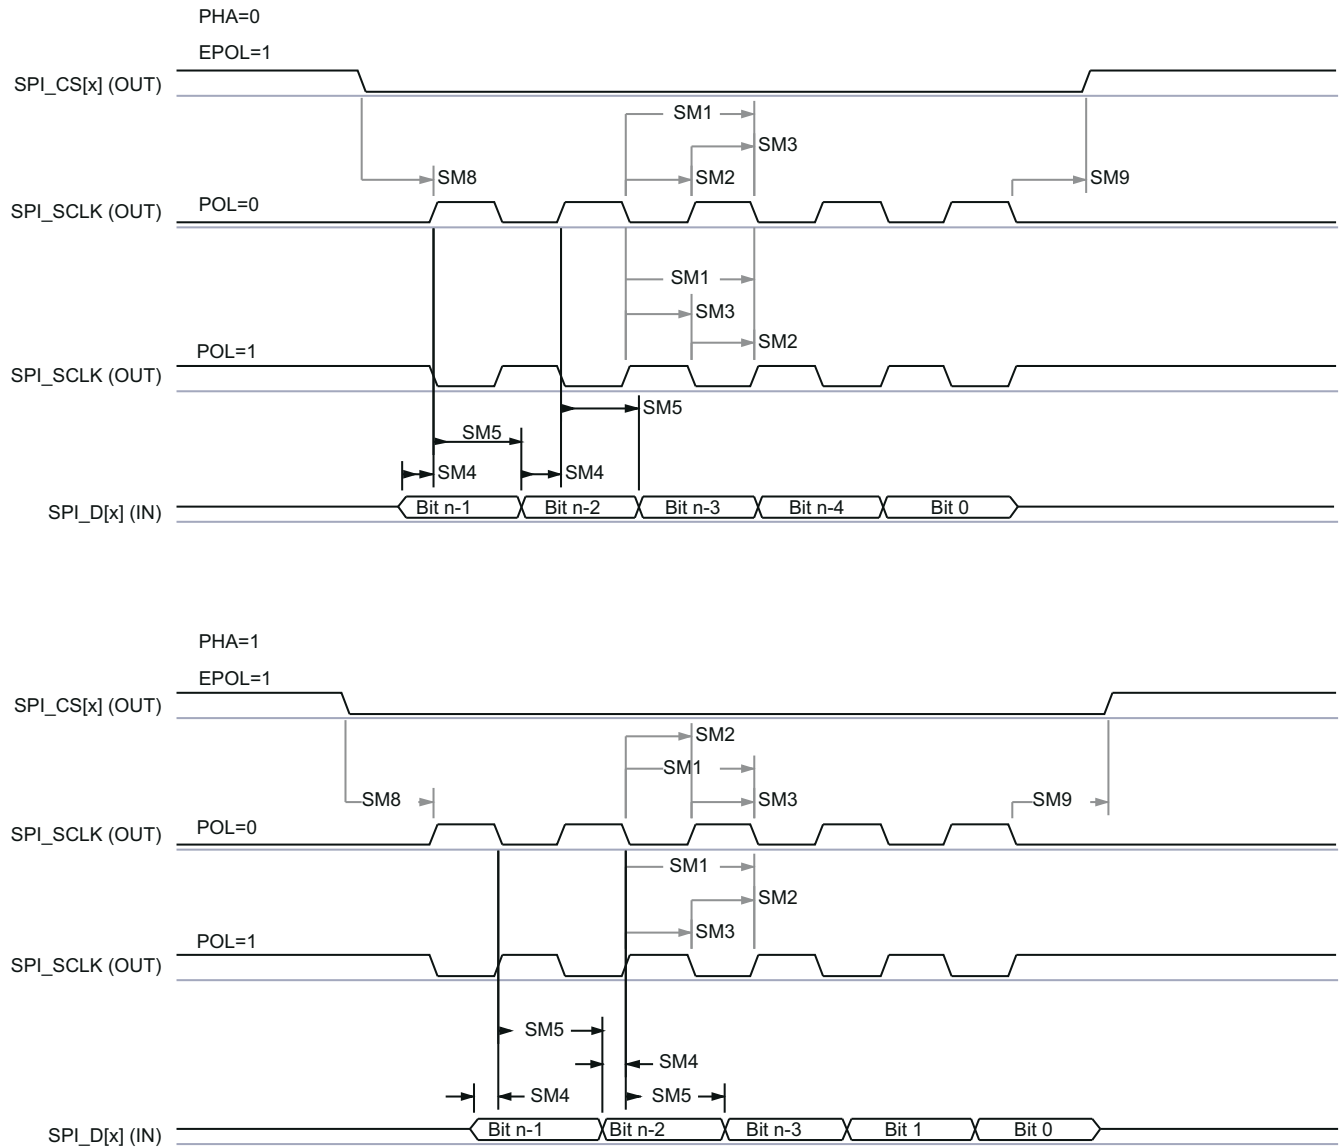 PHA=0
EPOL=1
SPI_CS[x] (OUT)
SM1
SM3
SM8
SM2
SM9
SPI_SCLK (OUT)
POL=0
SM1
SM3
SM2
POL=1
SPI_SCLK (OUT)
SM5
SM5
SM4
SM4
SPI_D[x] (IN)
Bit n-1
Bit n-2
Bit n-3
Bit n-4
Bit 0
PHA=1
EPOL=1
SPI_CS[x] (OUT)
SM2
SM1
SM8
SM3
SM9
SPI_SCLK (OUT)
POL=0
SM1
SM2
SM3
POL=1
SPI_SCLK (OUT)
SM5
SM4
SM4
SM5
SPI_D[x] (IN)
Bit n-1
Bit n-2
Bit n-3
Bit 1
Bit 0